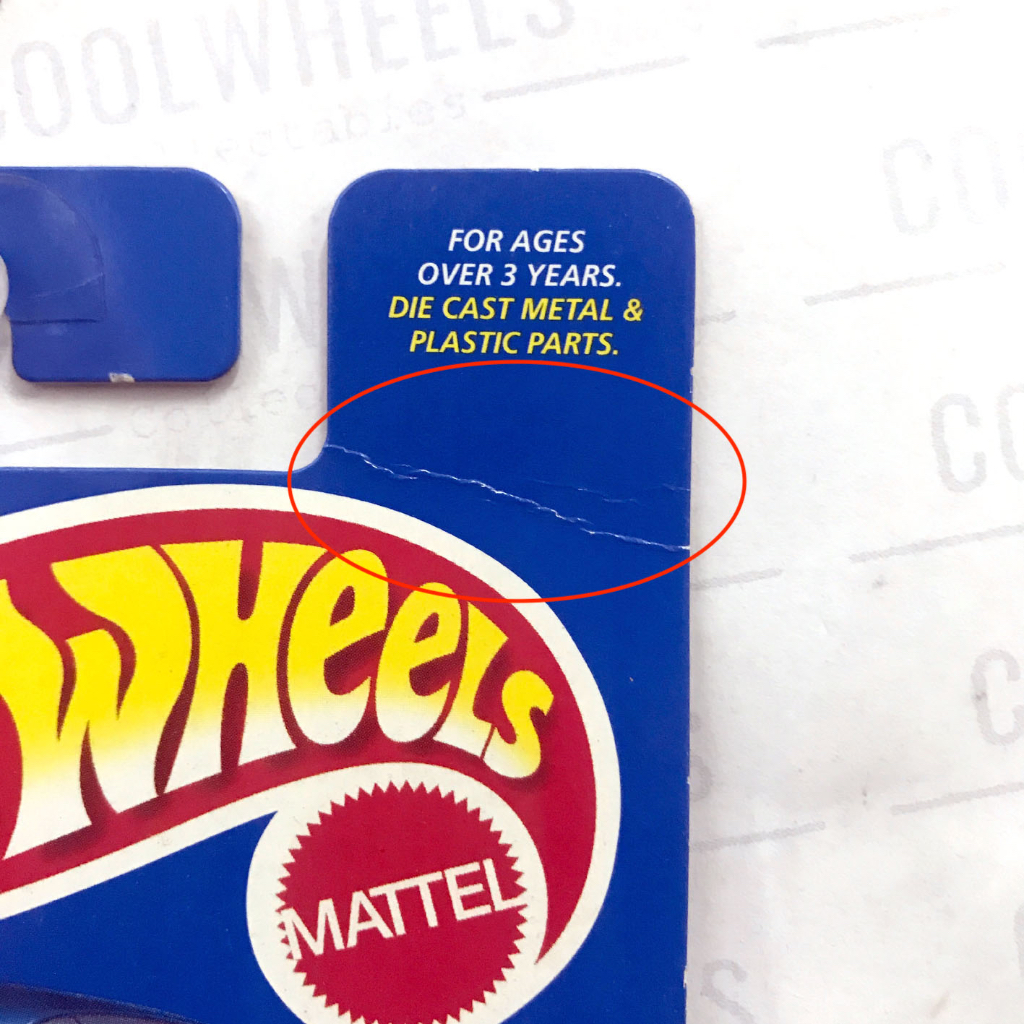 COOLWHEELS
FOR AGES
OVER 3 YEARS.
DIE CAST METAL &
PLASTIC PARTS.
WHeeLs
MATTEL